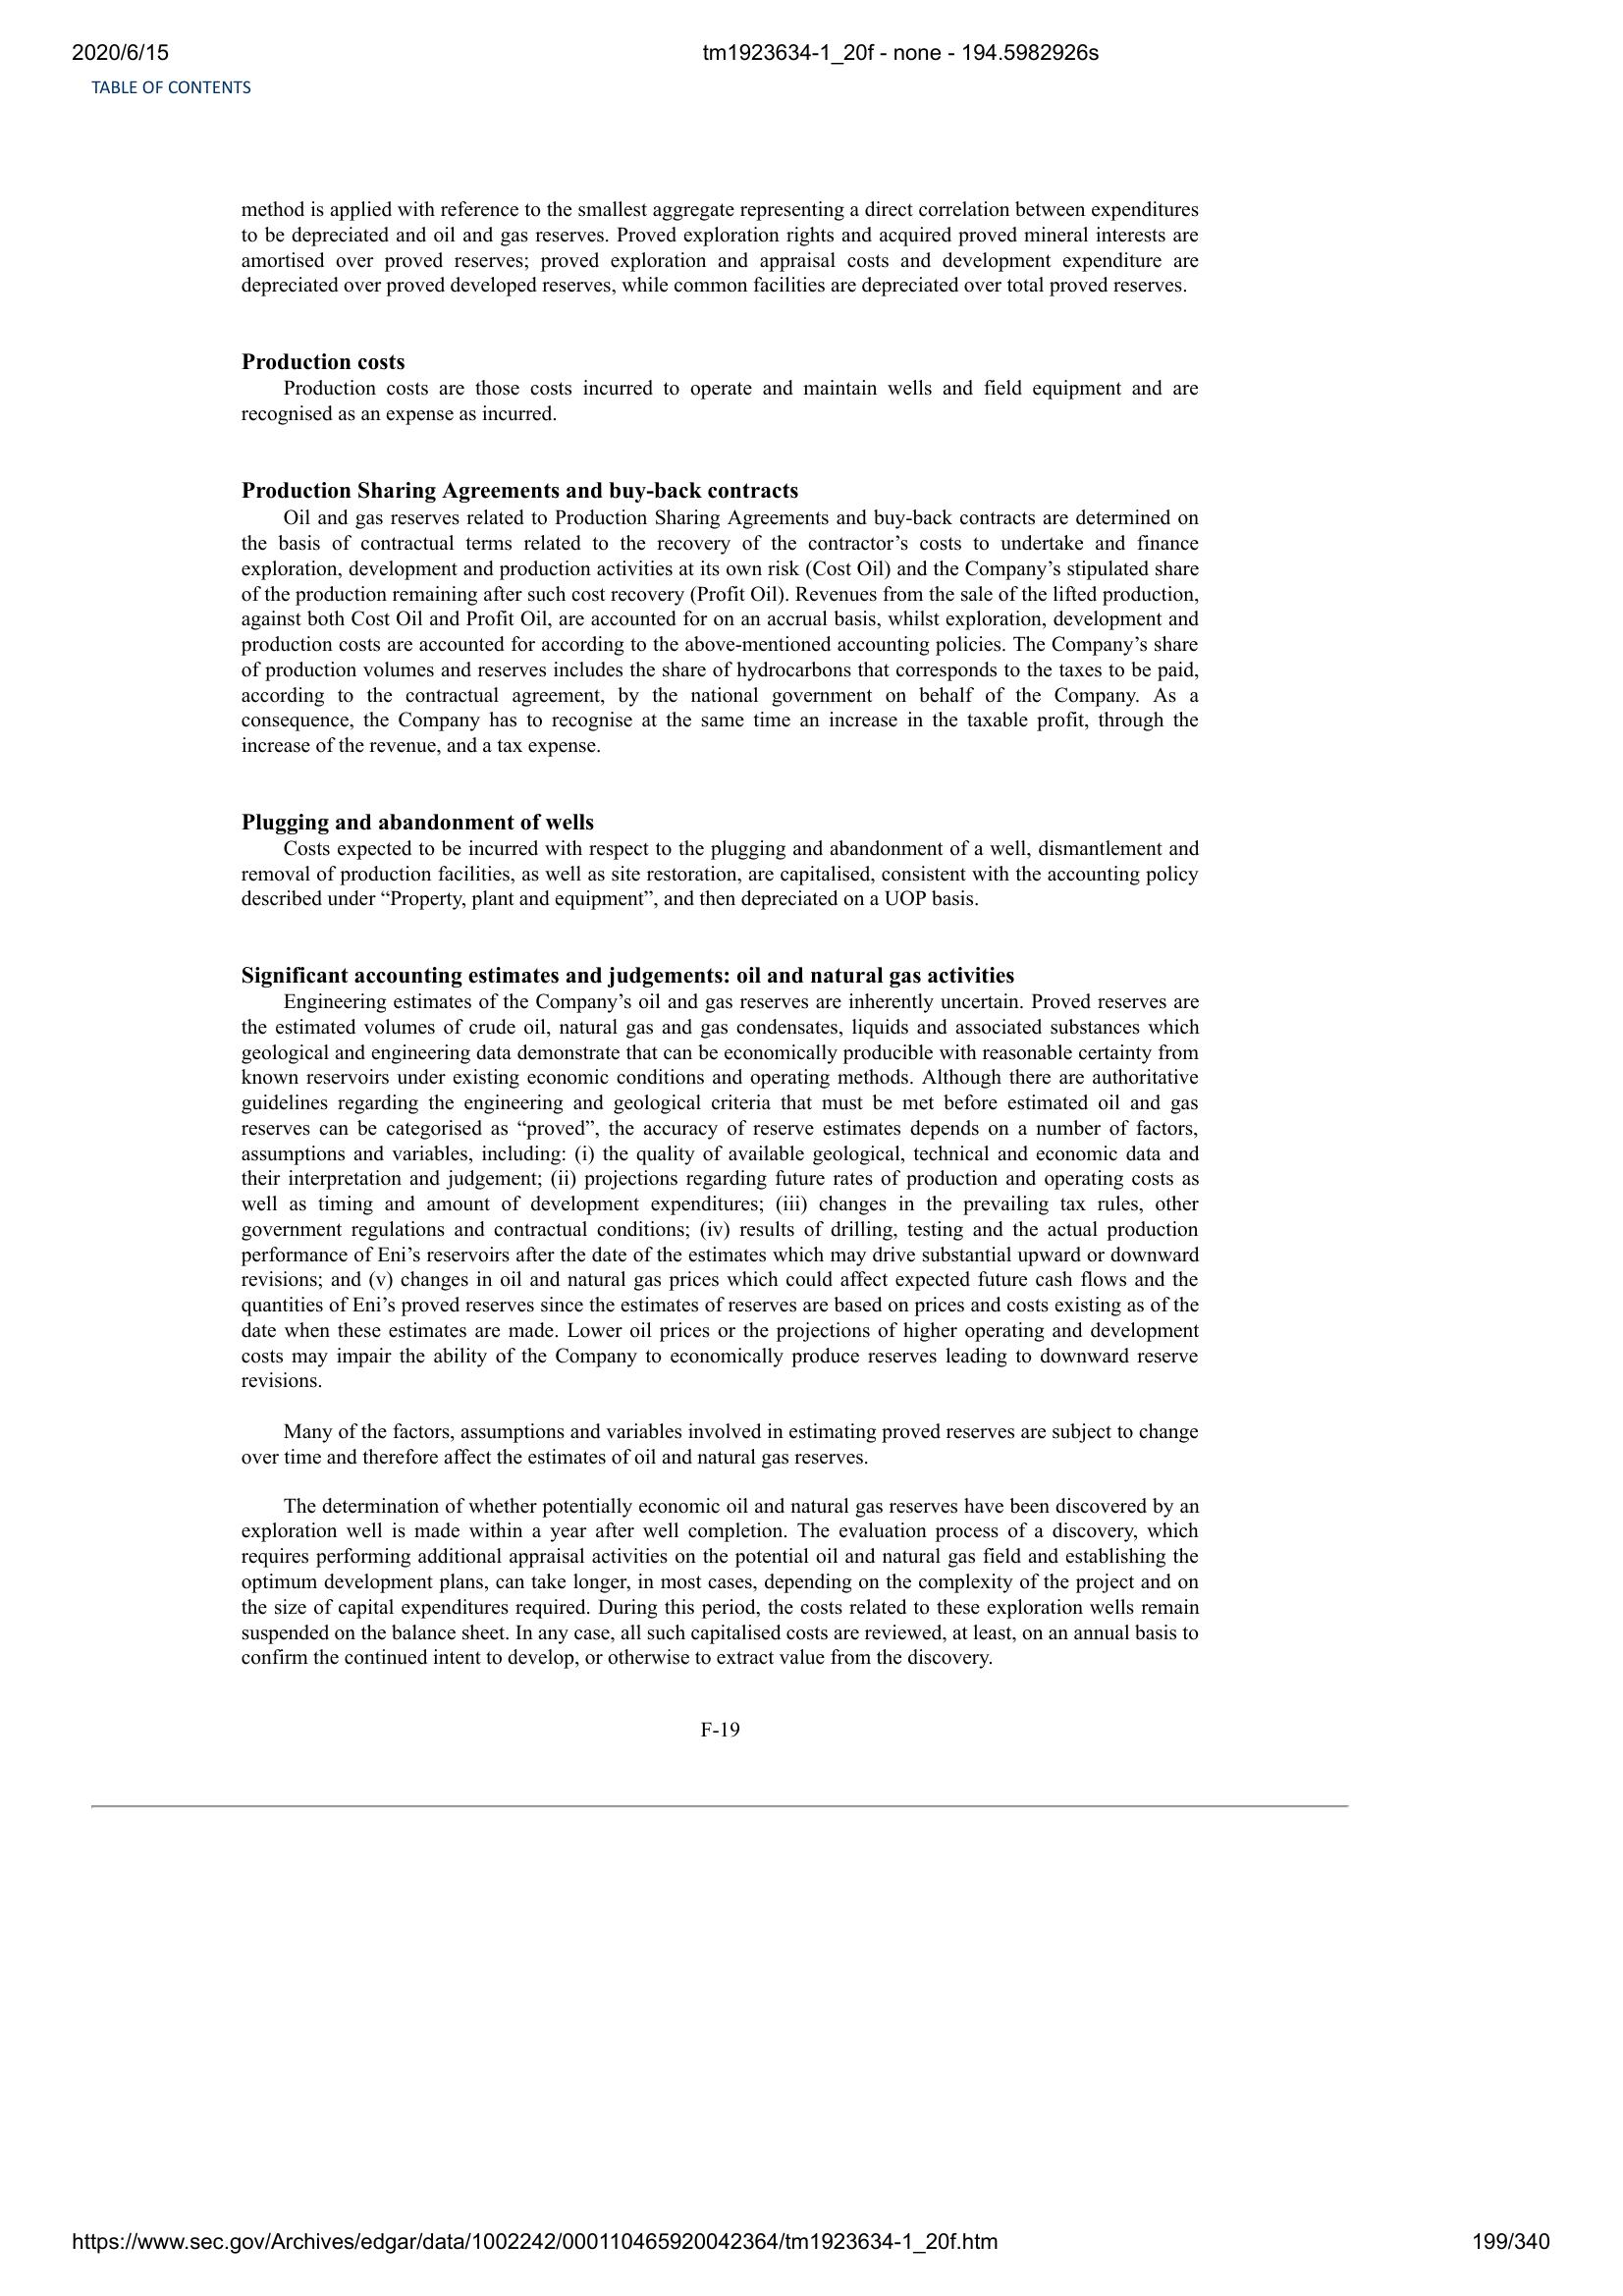 2020/6/15
tm1923634-1_20f - none - 194.5982926s
TABLE OF CONTENTS
method is applied with reference to the smallest aggregate representing a direct correlation between expenditures
to be depreciated and oil and gas reserves. Proved exploration rights and acquired proved mineral interests are
amortised over proved reserves; proved exploration and appraisal costs and development expenditure are
depreciated over proved developed reserves, while common facilities are depreciated over total proved reserves.
Production costs
Production costs are those costs incurred to operate and maintain wells and field equipment and are
recognised as an expense as incurred.
Production Sharing Agreements and buy-back contracts
Oil and gas reserves related to Production Sharing Agreements and buy-back contracts are determined on
the basis of contractual terms related to the recovery of the contractor’s costs to undertake and finance
exploration, development and production activities at its own risk (Cost Oil) and the Company’s stipulated share
of the production remaining after such cost recovery (Profit Oil). Revenues from the sale of the lifted production,
against both Cost Oil and Profit Oil, are accounted for on an accrual basis, whilst exploration, development and
production costs are accounted for according to the above-mentioned accounting policies. The Company’s share
of production volumes and reserves includes the share of hydrocarbons that corresponds to the taxes to be paid,
according to the contractual agreement, by the national government on behalf of the Company. As a
consequence, the Company has to recognise at the same time an increase in the taxable profit, through the
increase of the revenue, and a tax expense.
Plugging and abandonment of wells
Costs expected to be incurred with respect to the plugging and abandonment of a well, dismantlement and
removal of production facilities, as well as site restoration, are capitalised, consistent with the accounting policy
described under “Property, plant and equipment”, and then depreciated on a UOP basis.
Significant accounting estimates and judgements: oil and natural gas activities
Engineering estimates of the Company’s oil and gas reserves are inherently uncertain. Proved reserves are
the estimated volumes of crude oil, natural gas and gas condensates, liquids and associated substances which
geological and engineering data demonstrate that can be economically producible with reasonable certainty from
known reservoirs under existing economic conditions and operating methods. Although there are authoritative
guidelines regarding the engineering and geological criteria that must be met before estimated oil and gas
reserves can be categorised as “proved”, the accuracy of reserve estimates depends on a number of factors,
assumptions and variables, including: (i) the quality of available geological, technical and economic data and
their interpretation and judgement; (ii) projections regarding future rates of production and operating costs as
well as timing and amount of development expenditures; (iii) changes in the prevailing tax rules, other
government regulations and contractual conditions; (iv) results of drilling, testing and the actual production
performance of Eni’s reservoirs after the date of the estimates which may drive substantial upward or downward
revisions; and (v) changes in oil and natural gas prices which could affect expected future cash flows and the
quantities of Eni’s proved reserves since the estimates of reserves are based on prices and costs existing as of the
date when these estimates are made. Lower oil prices or the projections of higher operating and development
costs may impair the ability of the Company to economically produce reserves leading to downward reserve
revisions.
Many of the factors, assumptions and variables involved in estimating proved reserves are subject to change
over time and therefore affect the estimates of oil and natural gas reserves.
The determination of whether potentially economic oil and natural gas reserves have been discovered by an
exploration well is made within a year after well completion. The evaluation process of a discovery, which
requires performing additional appraisal activities on the potential oil and natural gas field and establishing the
optimum development plans, can take longer, in most cases, depending on the complexity of the project and on
the size of capital expenditures required. During this period, the costs related to these exploration wells remain
suspended on the balance sheet. In any case, all such capitalised costs are reviewed, at least, on an annual basis to
confirm the continued intent to develop, or otherwise to extract value from the discovery.
F-19
https://www.sec.gov/Archives/edgar/data/1002242/000110465920042364/tm1923634-1_20f.htm
199/340